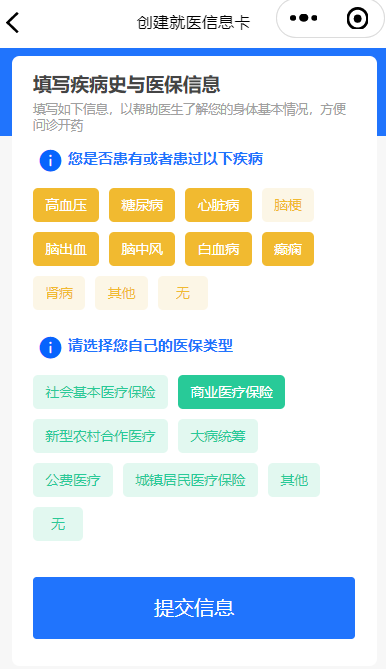 创建就医信息卡
填写疾病史与医保信息
填写如下信息，以帮助医生了解您的身体基本情况，方便
问诊开药
您是否患有或者患过以下疾病
高血压 糖尿病 心脏病 脑梗
脑出血 脑中风 白血病 癫痫
肾病 其他 无
请选择您自己的医保类型
社会基本医疗保险 商业医疗保险
新型农村合作医疗 大病统筹
公费医疗 城镇居民医疗保险 其他
无
提交信息